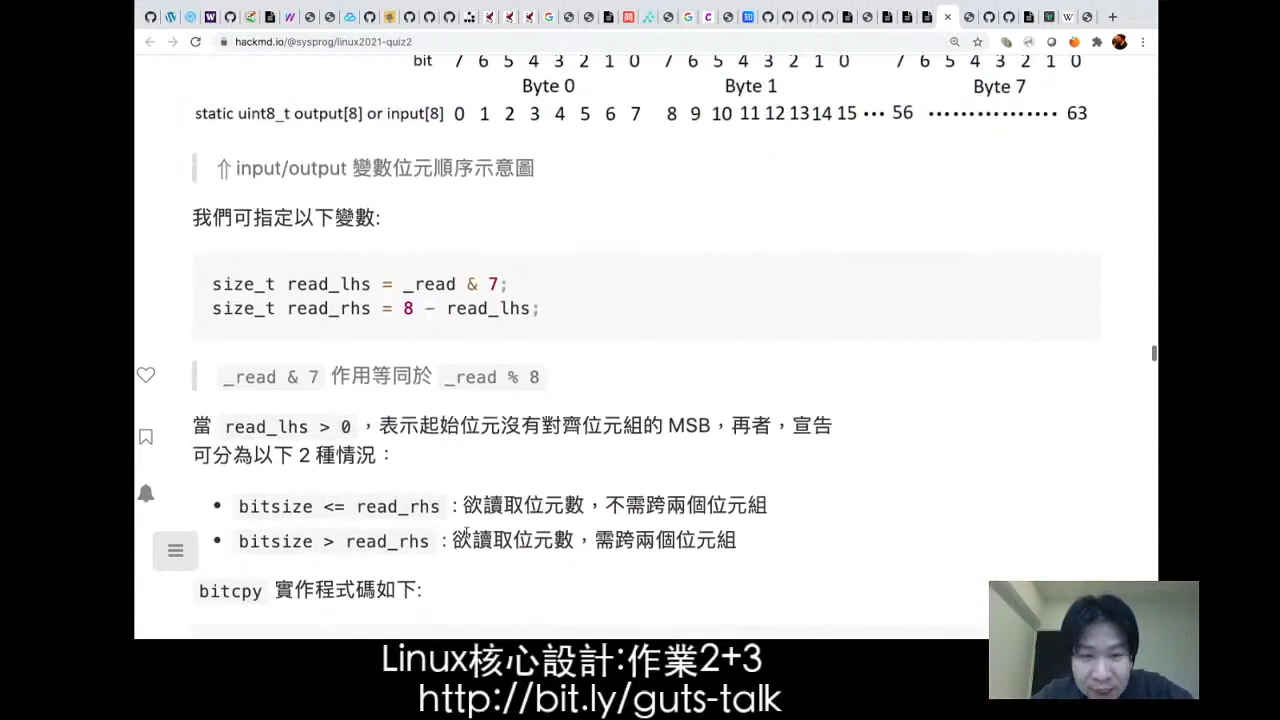 hackmd.io/@sysprog/linux2021-quiz2
bit 7 6 5 4 3 2 1 0 7 6 5 4 3 2 1 0 7 6 5 4 3 2 1 0
Byte 0 Byte 1 Byte 7
static uint8_t output[8] or input[8] 0 1 2 3 4 5 6 7 8 9 10 11 12 13 14 15 ••• 56 ••••••••••••••••• 63
⇑ input/output 變數位元順序示意圖
我們可指定以下變數:
size_t read_lhs = _read & 7;
size_t read_rhs = 8 - read_lhs;
_read & 7 作用等同於 _read % 8
當 read_lhs > 0 ，表示起始位元沒有對齊位元組的 MSB，再者，宣告
可分為以下 2 種情況：
• bitsize <= read_rhs : 欲讀取位元數，不需跨兩個位元組
• bitsize > read_rhs : 欲讀取位元數，需跨兩個位元組
bitcpy 實作程式碼如下:
Linux核心設計:作業2+3
http://bit.ly/guts-talk